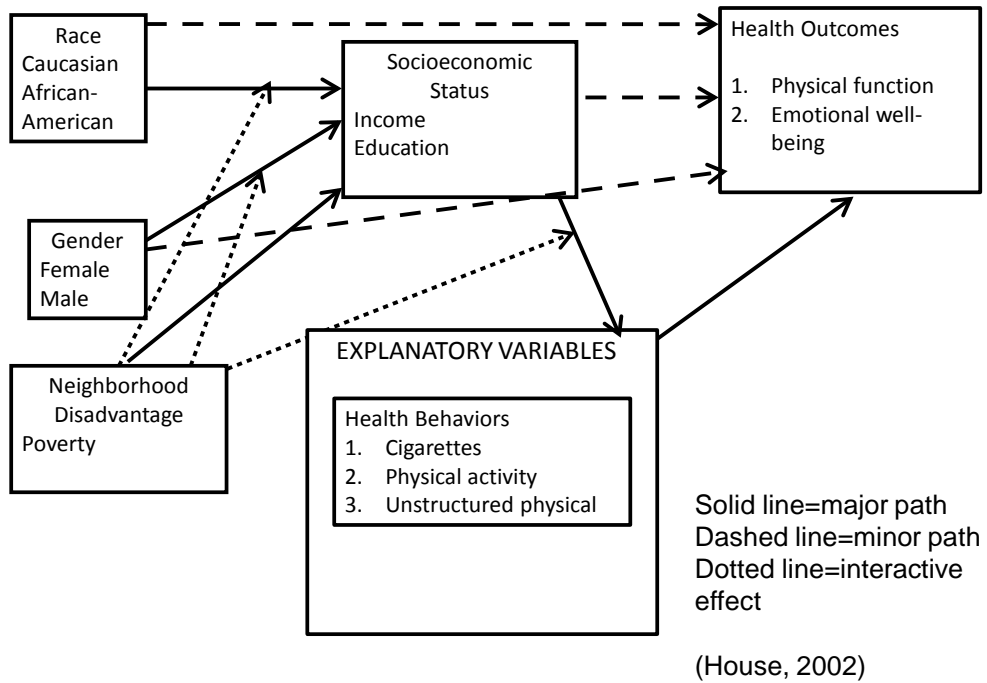 Race
Caucasian
African-
American
Socioeconomic
Status
Income
Education
Health Outcomes
1. Physical function
2. Emotional well-
being
Gender
Female
Male
Neighborhood
Disadvantage
Poverty
EXPLANATORY VARIABLES
Health Behaviors
1. Cigarettes
2. Physical activity
3. Unstructured physical
Solid line=major path
Dashed line=minor path
Dotted line=interactive
effect
(House, 2002)